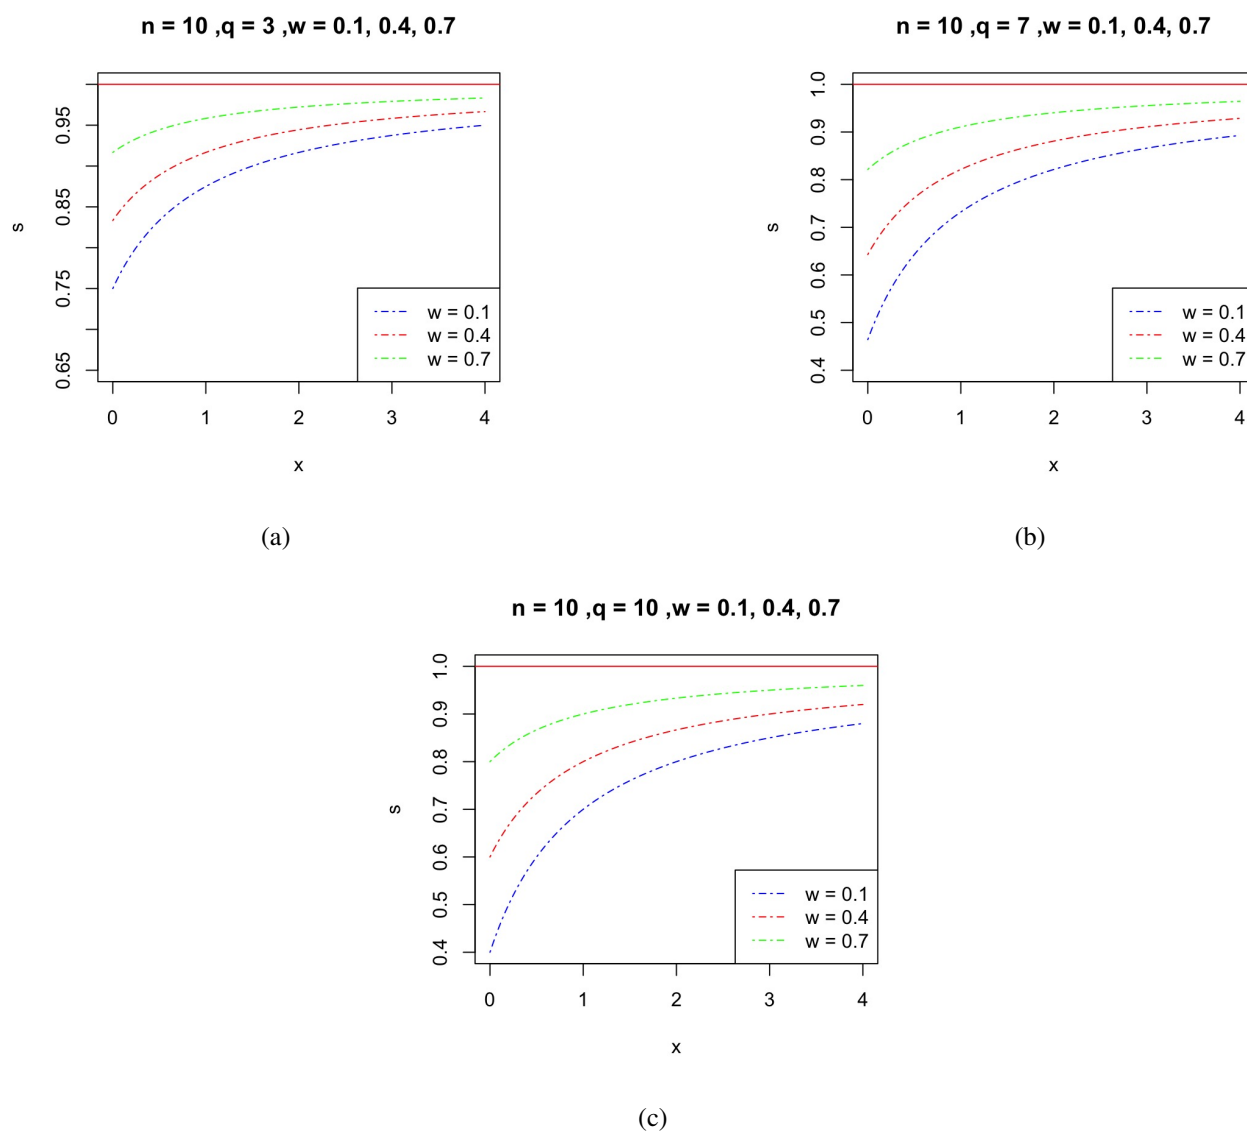 n = 10 ,q = 3 ,w = 0.1, 0.4, 0.7
0.95
0.85
0.75
0.65
s
w = 0.1
w = 0.4
w = 0.7
0 1 2 3 4
x
(a)
n = 10 ,q = 7 ,w = 0.1, 0.4, 0.7
1.0
0.9
0.8
0.7
0.6
0.5
0.4
s
w = 0.1
w = 0.4
w = 0.7
0 1 2 3 4
x
(b)
n = 10 ,q = 10 ,w = 0.1, 0.4, 0.7
1.0
0.9
0.8
0.7
0.6
0.5
0.4
s
w = 0.1
w = 0.4
w = 0.7
0 1 2 3 4
x
(c)